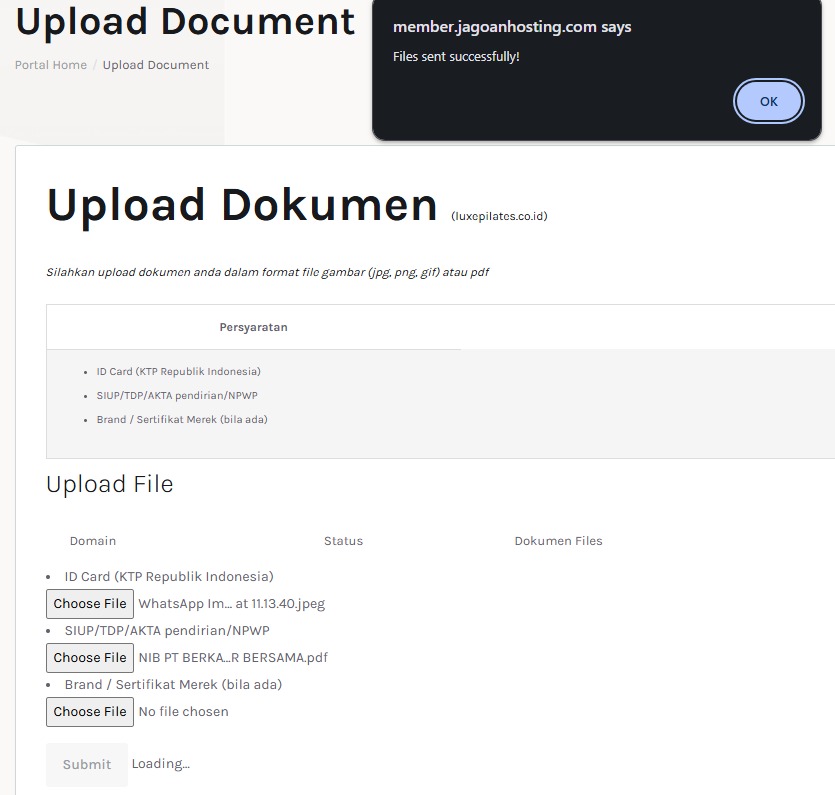 Upload Document
Portal Home / Upload Document
member.jagoanhosting.com says
Files sent successfully!
OK
Upload Dokumen (luxepilates.co.id)
Silahkan upload dokumen anda dalam format file gambar (jpg, png, gif) atau pdf
Persyaratan
• ID Card (KTP Republik Indonesia)
• SIUP/TDP/AKTA pendirian/NPWP
• Brand / Sertifikat Merek (bila ada)
Upload File
Domain Status Dokumen Files
• ID Card (KTP Republik Indonesia)
Choose File WhatsApp Im... at 11.13.40.jpeg
• SIUP/TDP/AKTA pendirian/NPWP
Choose File NIB PT BERKA...R BERSAMA.pdf
• Brand / Sertifikat Merek (bila ada)
Choose File No file chosen
Submit Loading...